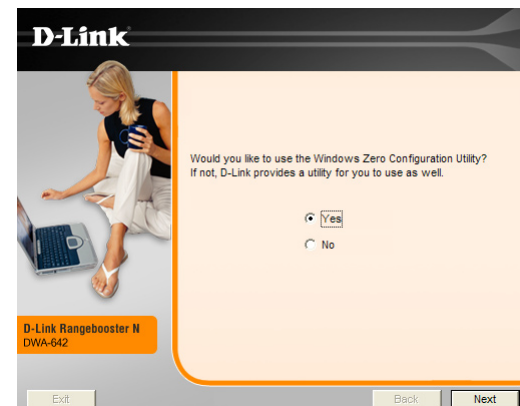 D-Link
Would you like to use the Windows Zero Configuration Utility?
If not, D-Link provides a utility for you to use as well.
Yes
No
D-Link Rangebooster N
DWA-642
Exit
Back
Next